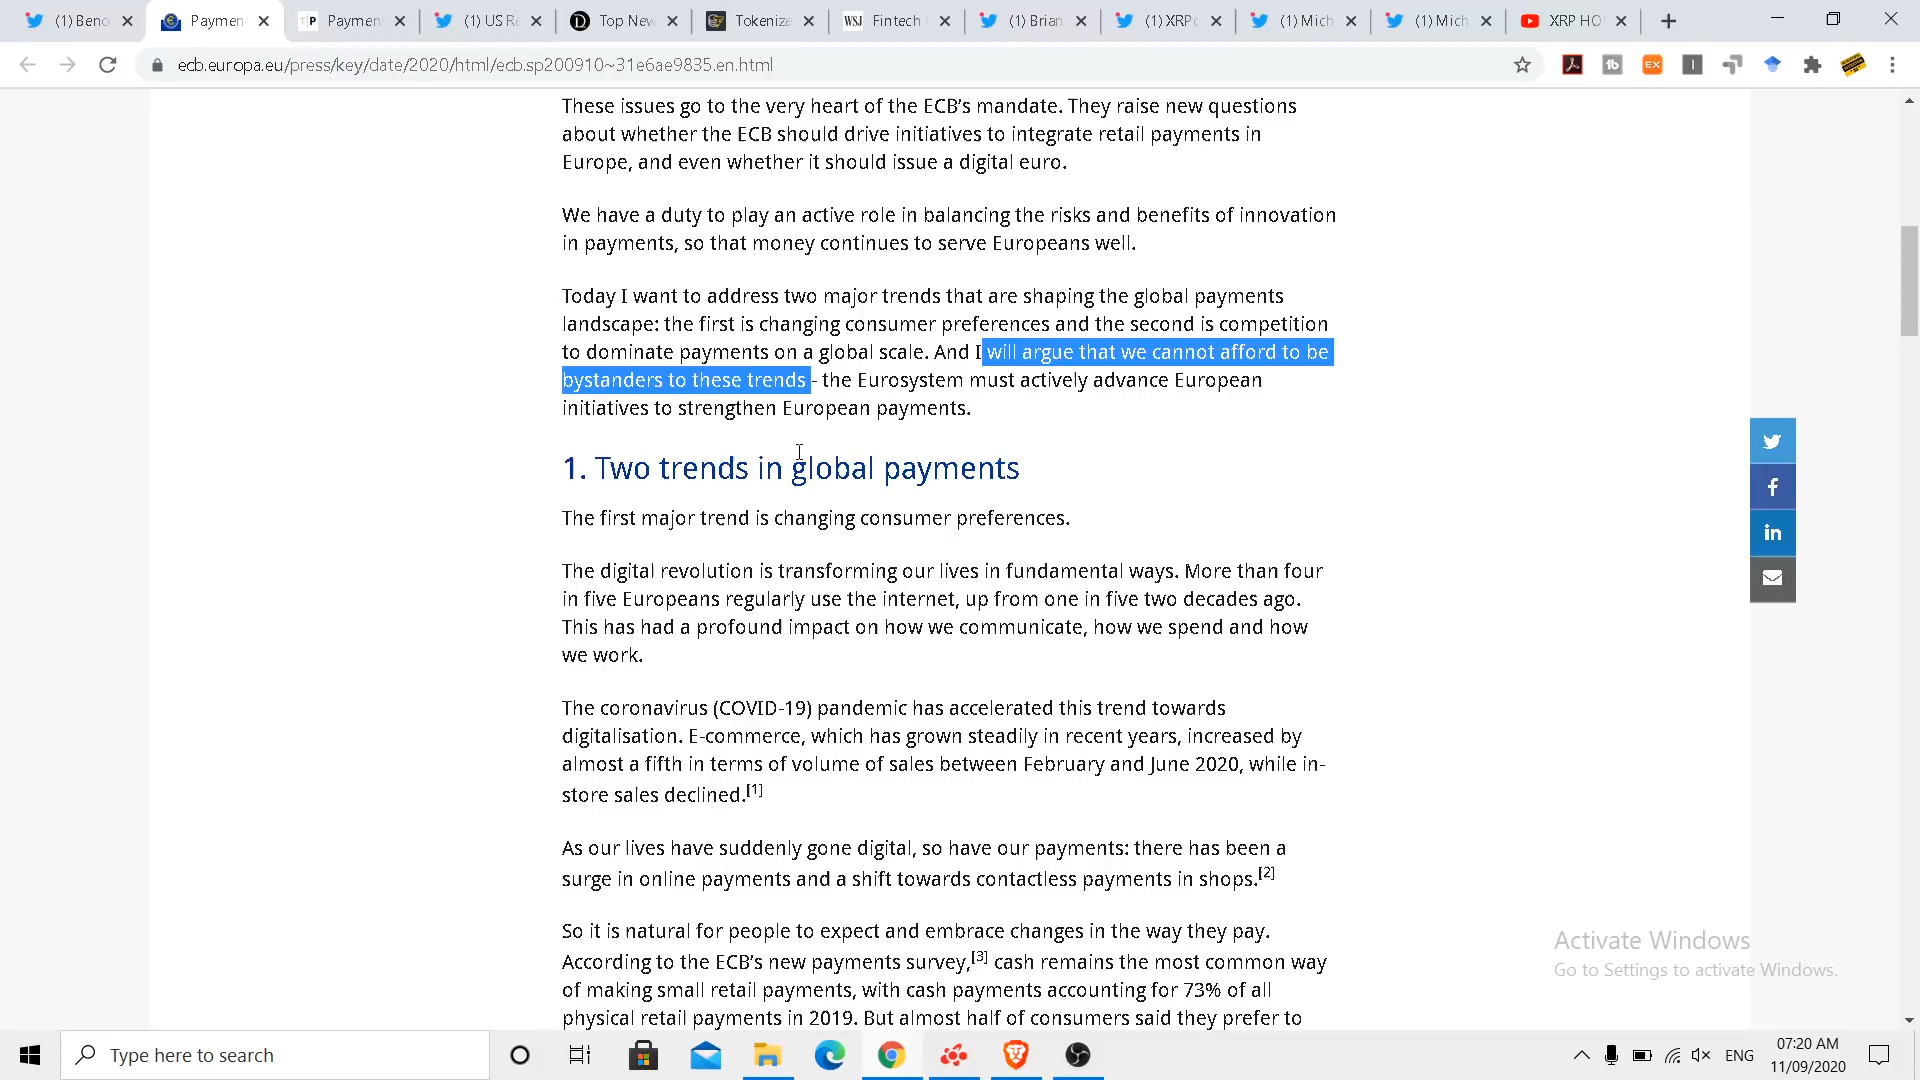 (1) Beno
Paymen
TP Paymen
(1) US Re
Top New
Tokenize
WSJ Fintech
(1) Brian
(1) XRPc
(1) Mich
(1) Mich
XRP HO
ecb.europa.eu/press/key/date/2020/html/ecb.sp200910~31e6ae9835.en.html
These issues go to the very heart of the ECB's mandate. They raise new questions
about whether the ECB should drive initiatives to integrate retail payments in
Europe, and even whether it should issue a digital euro.
We have a duty to play an active role in balancing the risks and benefits of innovation
in payments, so that money continues to serve Europeans well.
Today I want to address two major trends that are shaping the global payments
landscape: the first is changing consumer preferences and the second is competition
to dominate payments on a global scale. And I will argue that we cannot afford to be
bystanders to these trends - the Eurosystem must actively advance European
initiatives to strengthen European payments.
1. Two trends in global payments
The first major trend is changing consumer preferences.
The digital revolution is transforming our lives in fundamental ways. More than four
in five Europeans regularly use the internet, up from one in five two decades ago.
This has had a profound impact on how we communicate, how we spend and how
we work.
The coronavirus (COVID-19) pandemic has accelerated this trend towards
digitalisation. E-commerce, which has grown steadily in recent years, increased by
almost a fifth in terms of volume of sales between February and June 2020, while in-
store sales declined.[1]
As our lives have suddenly gone digital, so have our payments: there has been a
surge in online payments and a shift towards contactless payments in shops.[2]
So it is natural for people to expect and embrace changes in the way they pay.
According to the ECB's new payments survey,[3] cash remains the most common way
of making small retail payments, with cash payments accounting for 73% of all
physical retail payments in 2019. But almost half of consumers said they prefer to
Activate Windows
Go to Settings to activate Windows.
Type here to search
ENG
07:20 AM
11/09/2020